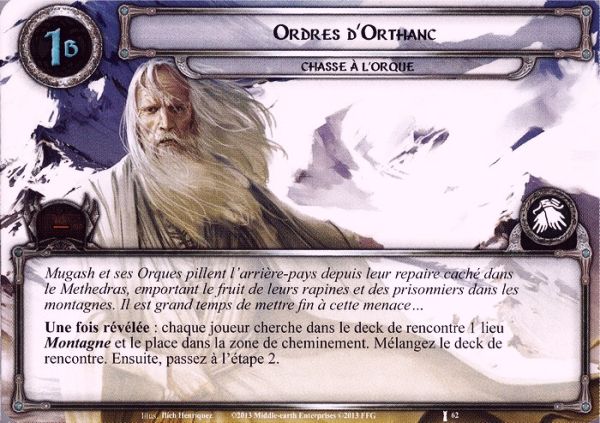 1B
ORDRES D'ORTHANC
CHASSE À L'ORQUE
–
Mugash et ses Orques pillent l'arrière-pays depuis leur repaire caché dans
le Methedras, emportant le fruit de leurs rapines et des prisonniers dans les
montagnes. Il est grand temps de mettre fin à cette menace…
Une fois révélée : chaque joueur cherche dans le deck de rencontre 1 lieu
Montagne et le place dans la zone de cheminement. Mélangez le deck de
rencontre. Ensuite, passez à l'étape 2.
Illus. Ilich Henriquez ©2013 Middle-earth Enterprises ©2013 FFG 62